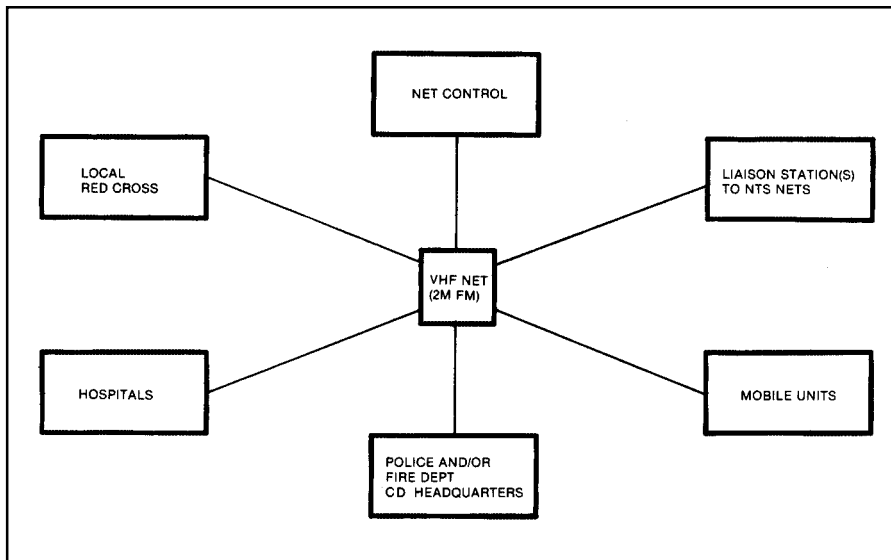 NET CONTROL
LOCAL
RED CROSS
LIAISON STATION(S)
TO NTS NETS
VHF NET
(2M FM)
HOSPITALS
MOBILE UNITS
POLICE AND/OR
FIRE DEPT
CD HEADQUARTERS